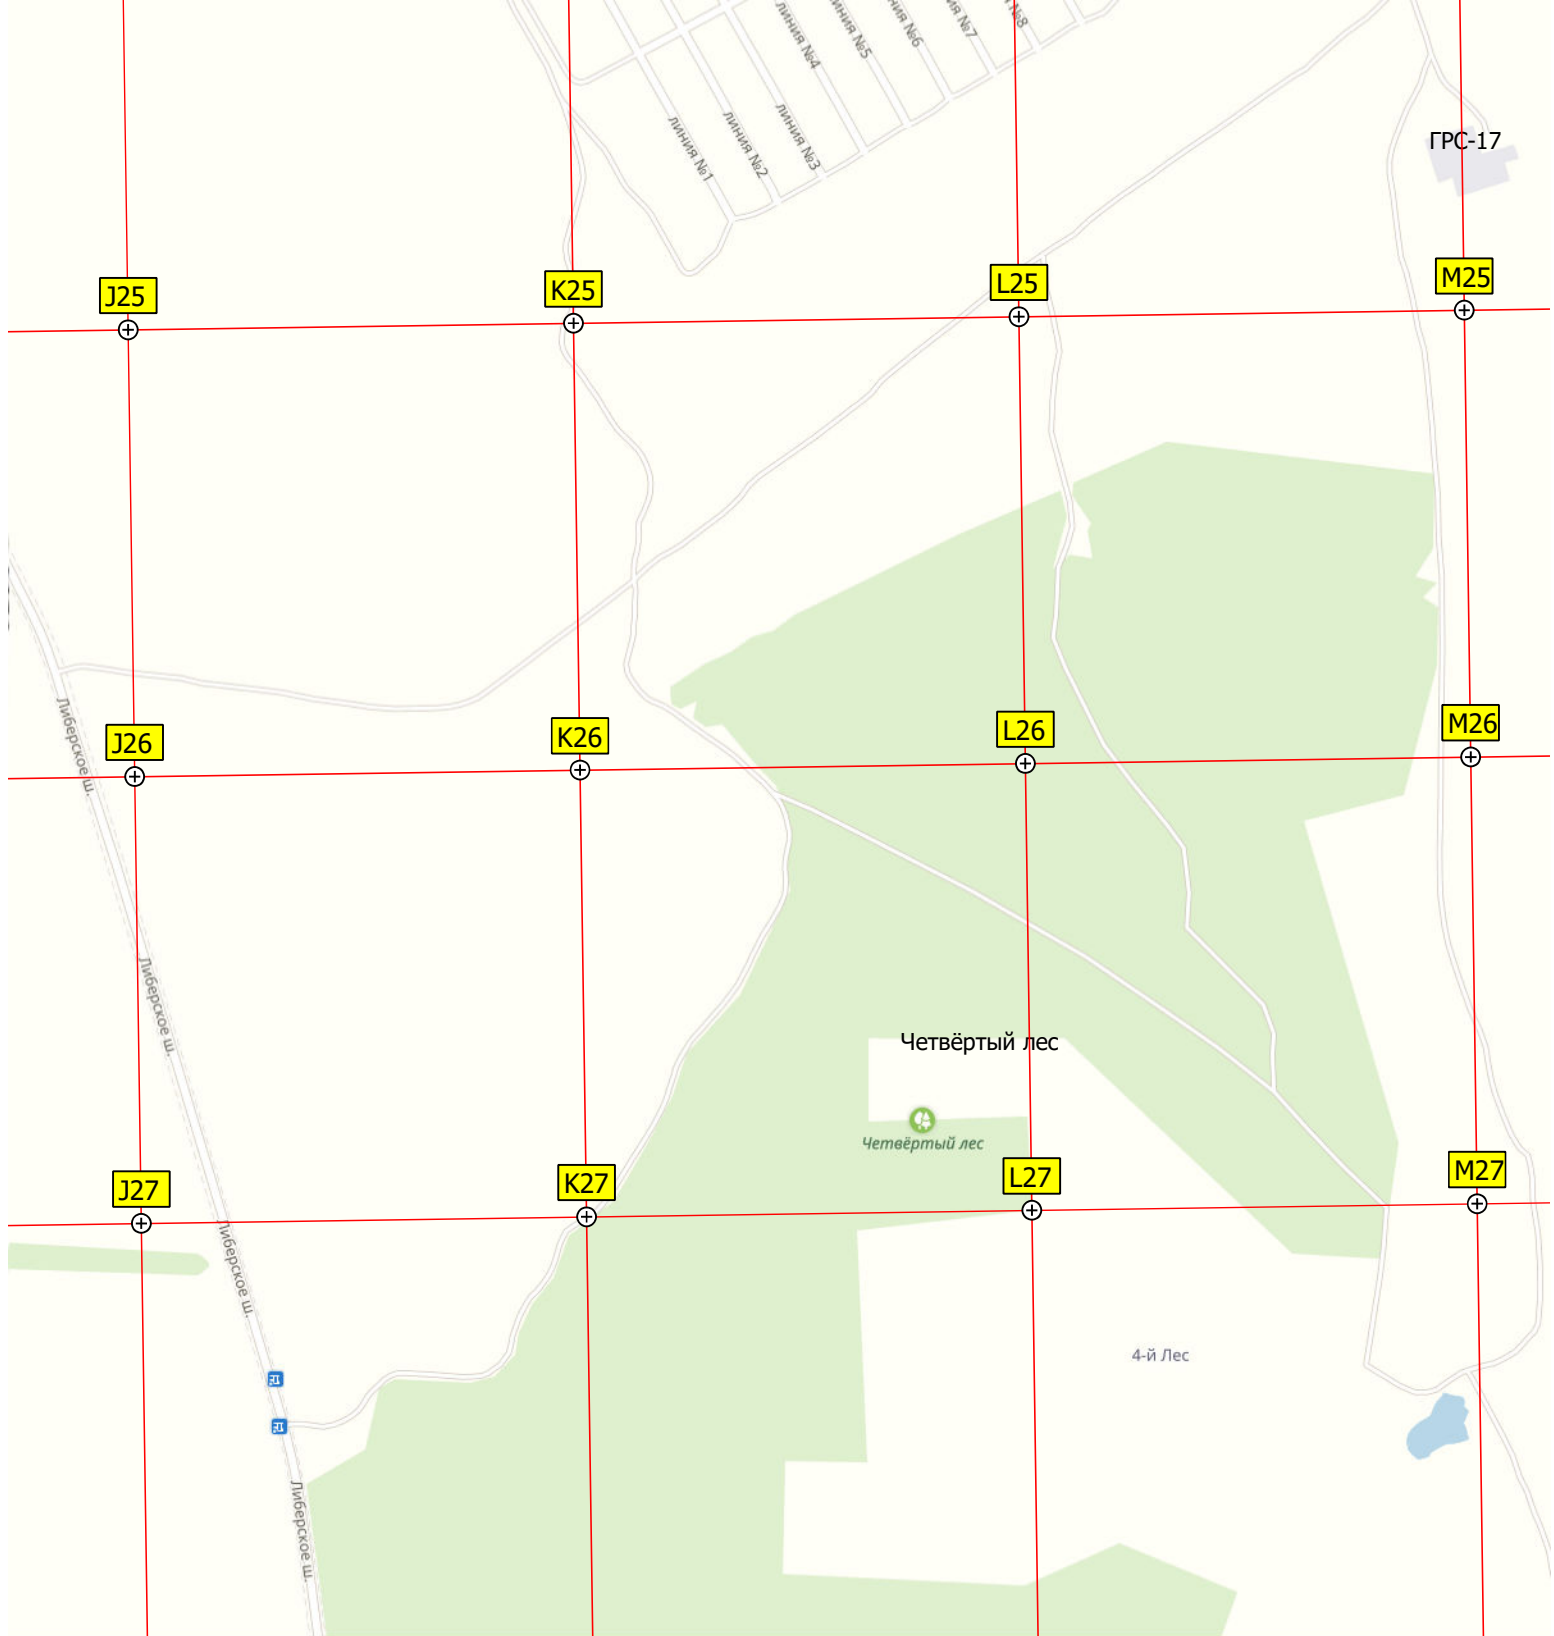 линия №4
линия №5
линия №6
линия №7
№8
линия №1
линия №2
линия №3
ГРС-17
J25
K25
L25
M25
Либерское ш.
J26
K26
L26
M26
Либерское ш.
Четвёртый лес
Четвёртый лес
J27
K27
L27
M27
Либерское ш.
4-й Лес
Либерское ш.